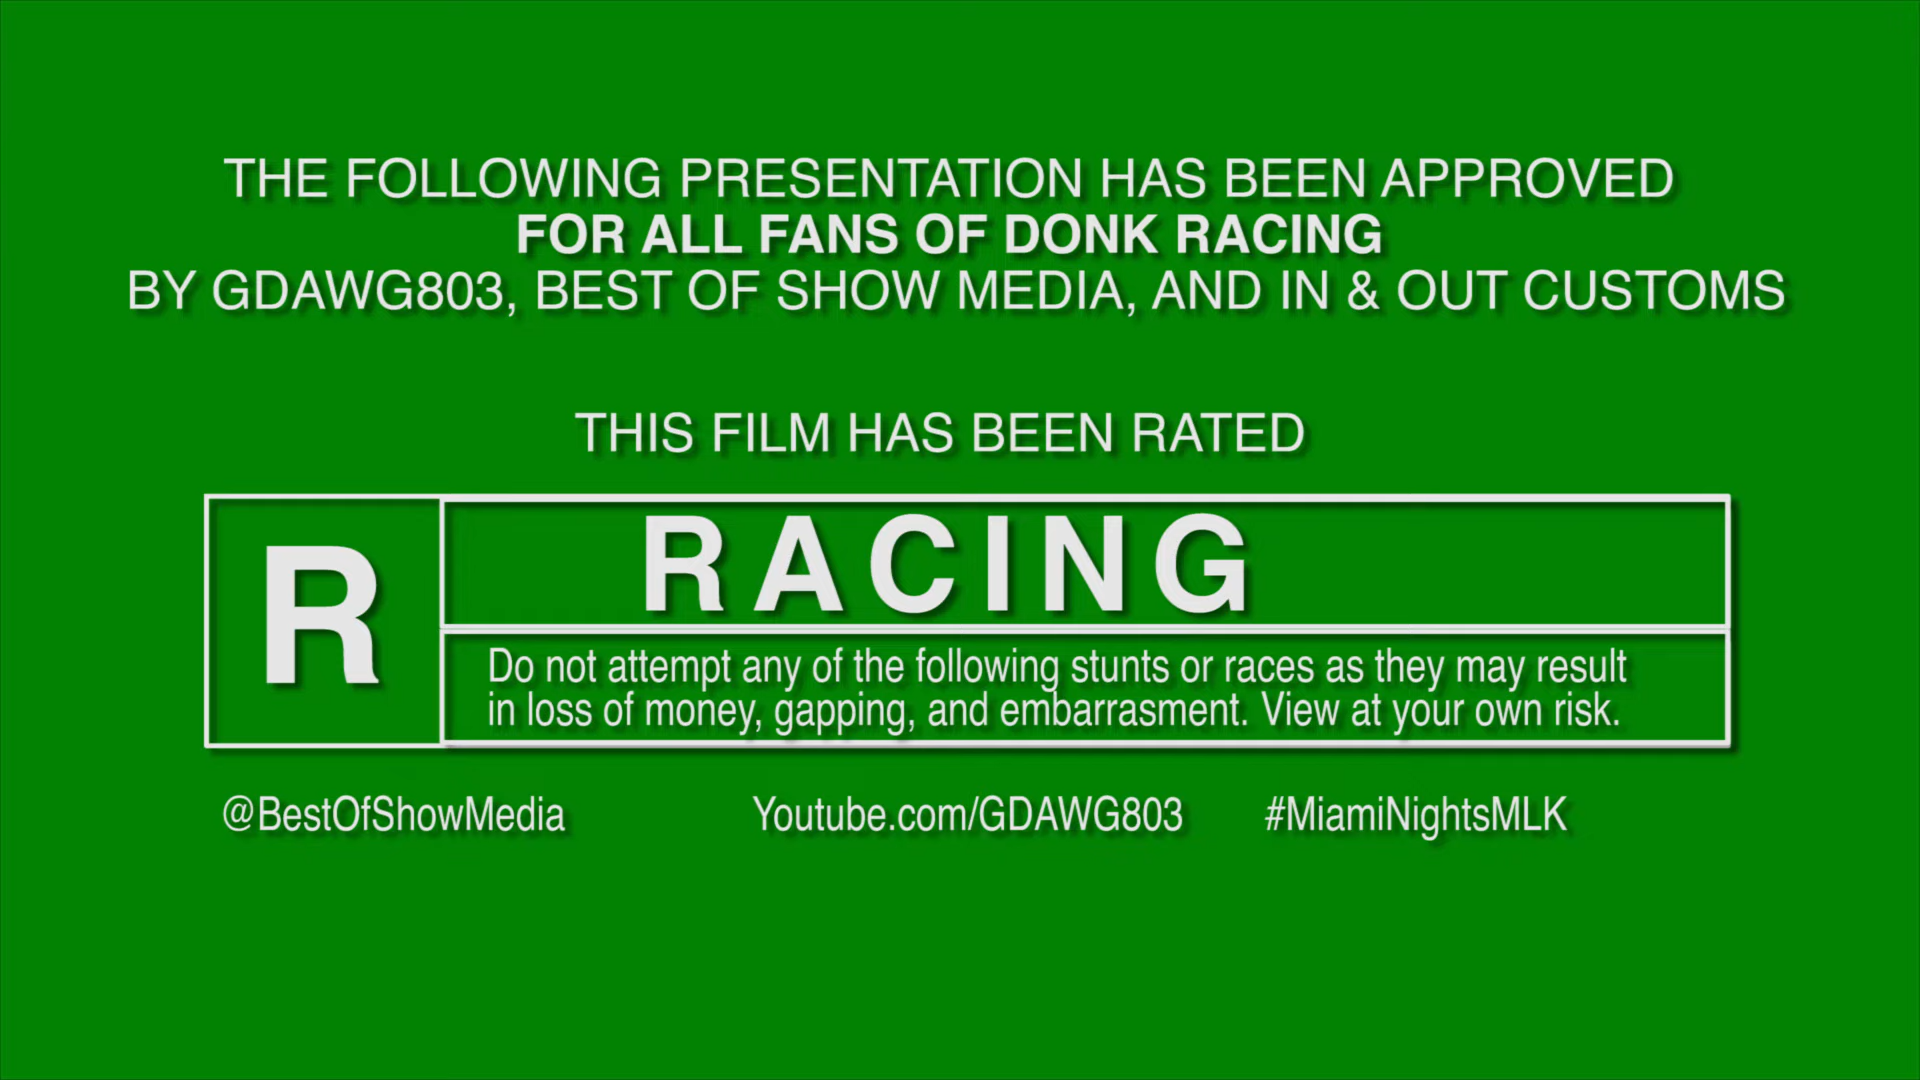 THE FOLLOWING PRESENTATION HAS BEEN APPROVED
FOR ALL FANS OF DONK RACING
BY GDAWG803, BEST OF SHOW MEDIA, AND IN & OUT CUSTOMS
THIS FILM HAS BEEN RATED
R
RACING
Do not attempt any of the following stunts or races as they may result
in loss of money, gapping, and embarrasment. View at your own risk.
@BestOfShowMedia Youtube.com/GDAWG803 #MiamiNightsMLK